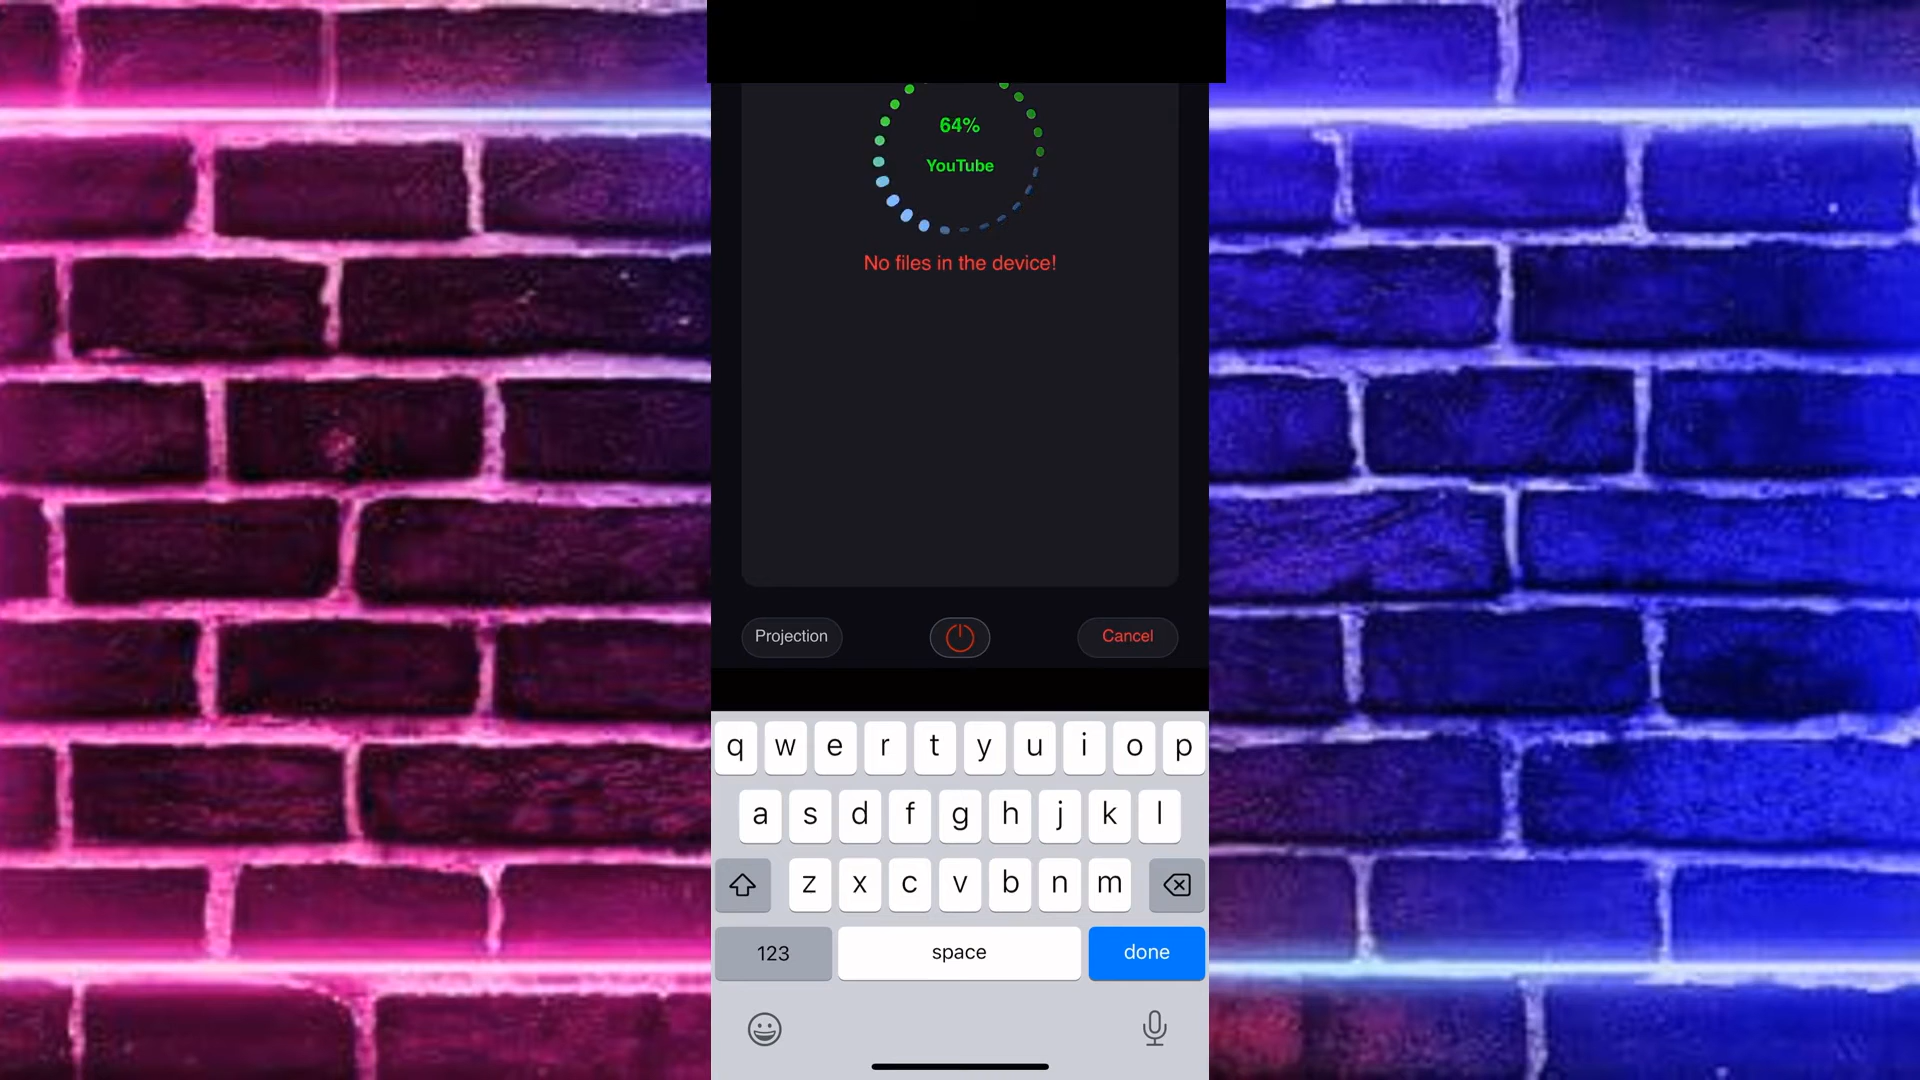 64%
YouTube
No files in the device!
Projection
Cancel
q w e r t y u i o p
a s d f g h j k l
z x c v b n m
123 space done